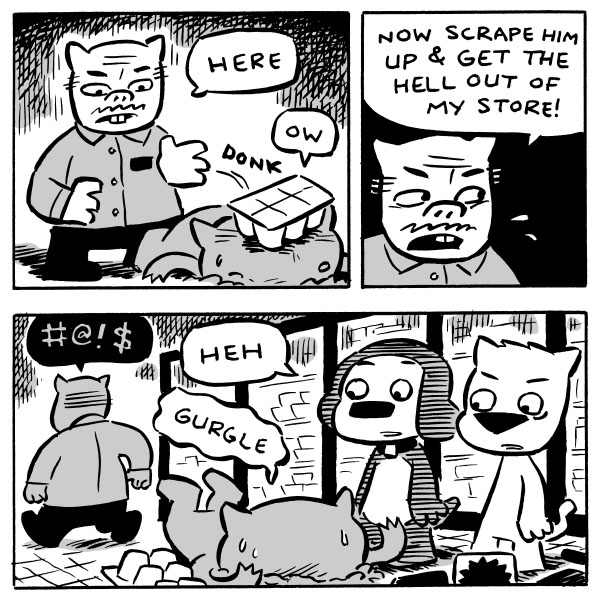 HERE
OW
DONK
NOW SCRAPE HIM
UP & GET THE
HELL OUT OF
MY STORE!
#@!$
HEH
GURGLE